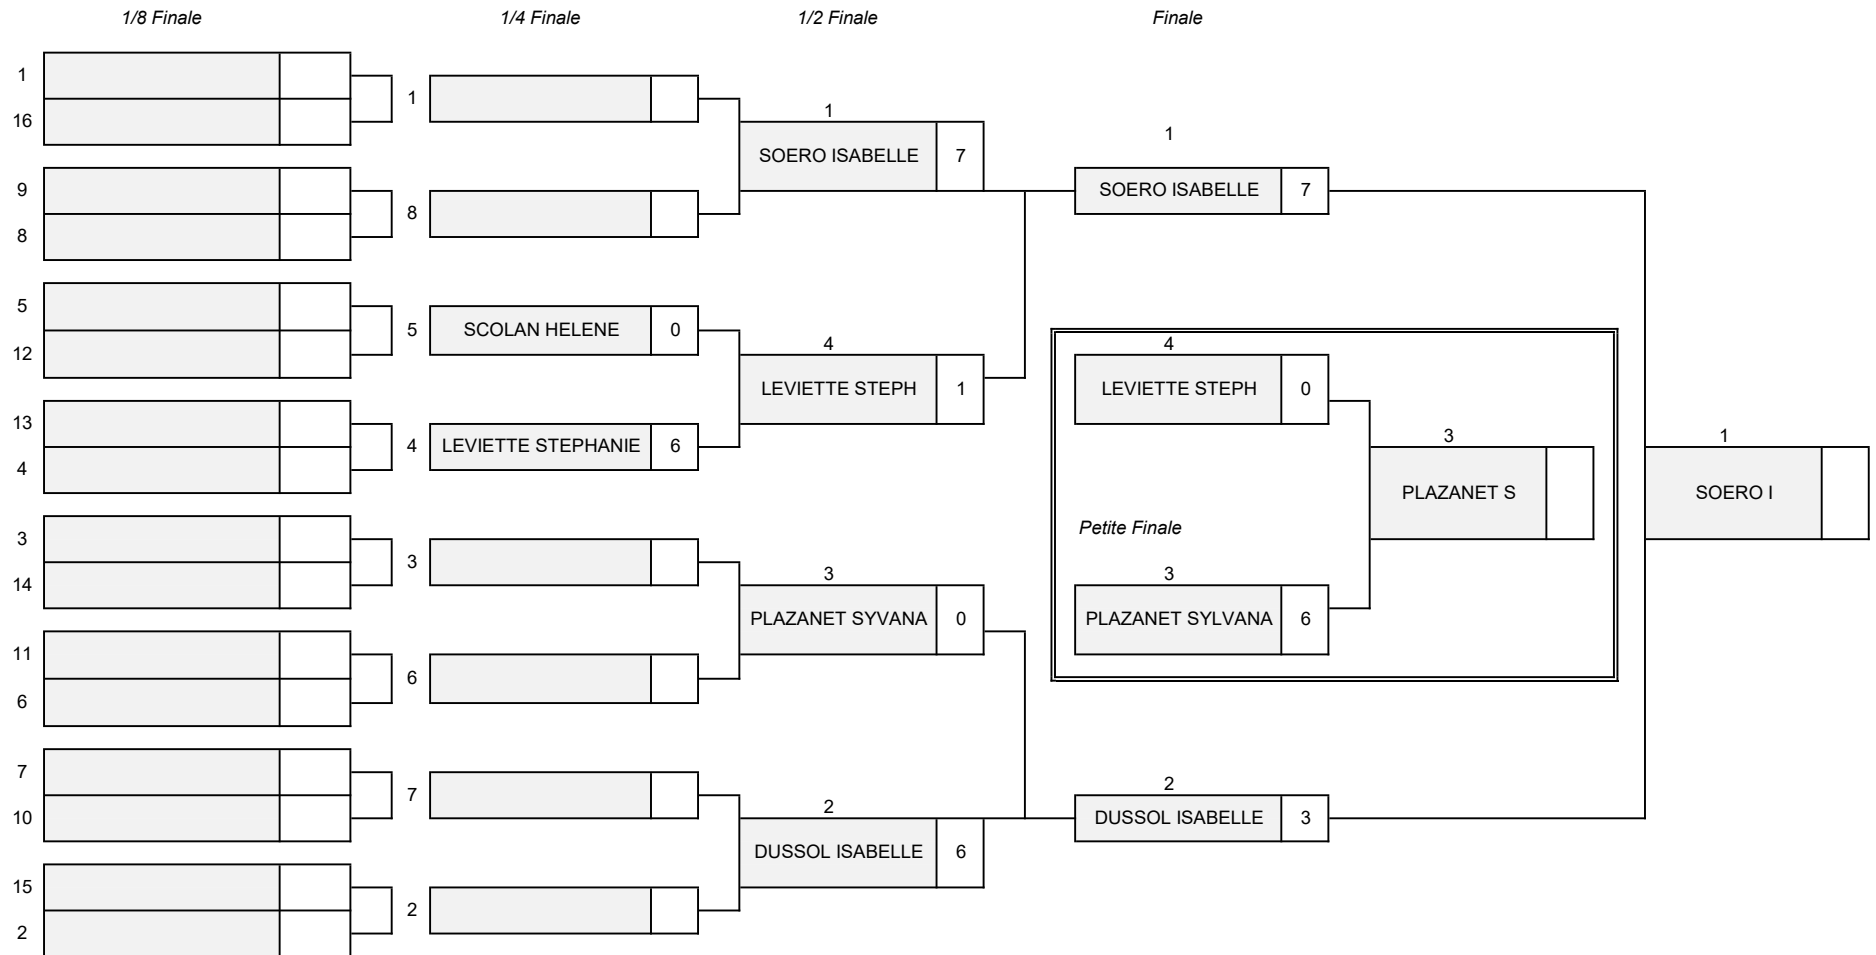 1/8 Finale 1/4 Finale 1/2 Finale Finale
1
16
9
8
5
12
13
4
3
14
11
6
7
10
15
2
1
8
5 SCOLAN HELENE 0
4 LEVIETTE STEPHANIE 6
3
6
7
2
1
SOERO ISABELLE 7
4
LEVIETTE STEPH 1
3
PLAZANET SYVANA 0
2
DUSSOL ISABELLE 6
1
SOERO ISABELLE 7
4
LEVIETTE STEPH 0
Petite Finale
3
PLAZANET SYLVANA 6
2
DUSSOL ISABELLE 3
3
PLAZANET S
1
SOERO I